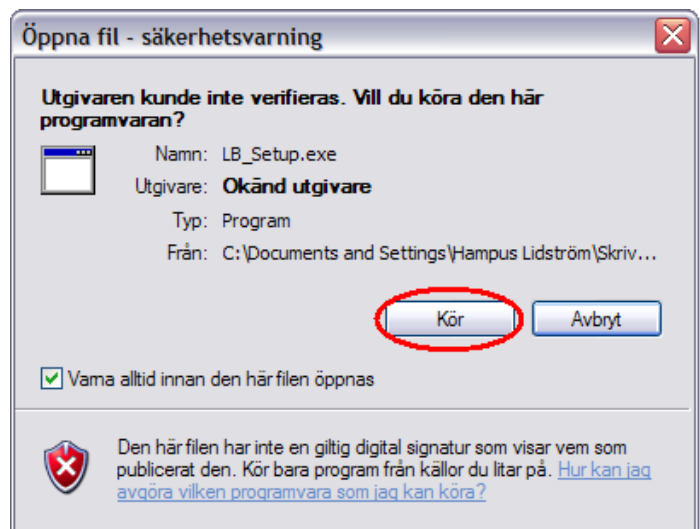 Öppna fil - säkerhetsvarning
Utgivaren kunde inte verifieras. Vill du köra den här
programvaran?
Namn: LB_Setup.exe
Utgivare: Okänd utgivare
Typ: Program
Från: C:\Documents and Settings\Hampus Lidström\Skriv...
Kör Avbryt
Varna alltid innan den här filen öppnas
Den här filen har inte en giltig digital signatur som visar vem som
publicerat den. Kör bara program från källor du litar på. Hur kan jag
avgöra vilken programvara som jag kan köra?